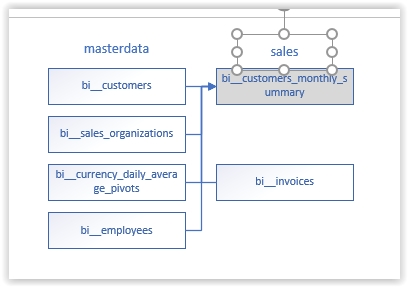 masterdata
sales
bi__customers
bi__customers_monthly_s
ummary
bi__sales_organizations
bi__currency_daily_avera
ge_pivots
bi__invoices
bi__employees